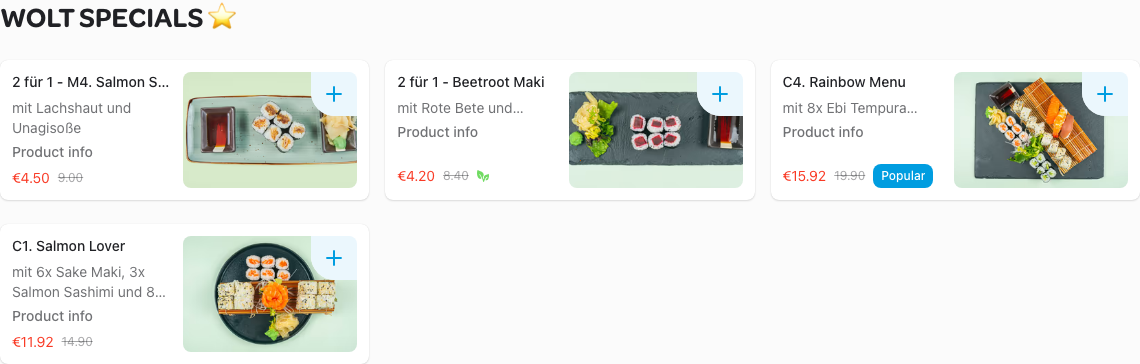 WOLT SPECIALS ⭐
2 für 1 - M4. Salmon S...
mit Lachshaut und
Unagisoße
Product info
€4.50 9.00
2 für 1 - Beetroot Maki
mit Rote Bete und...
Product info
€4.20 8.40
C4. Rainbow Menu
mit 8x Ebi Tempura...
Product info
€15.92 19.90 Popular
C1. Salmon Lover
mit 6x Sake Maki, 3x
Salmon Sashimi und 8...
Product info
€11.92 14.90